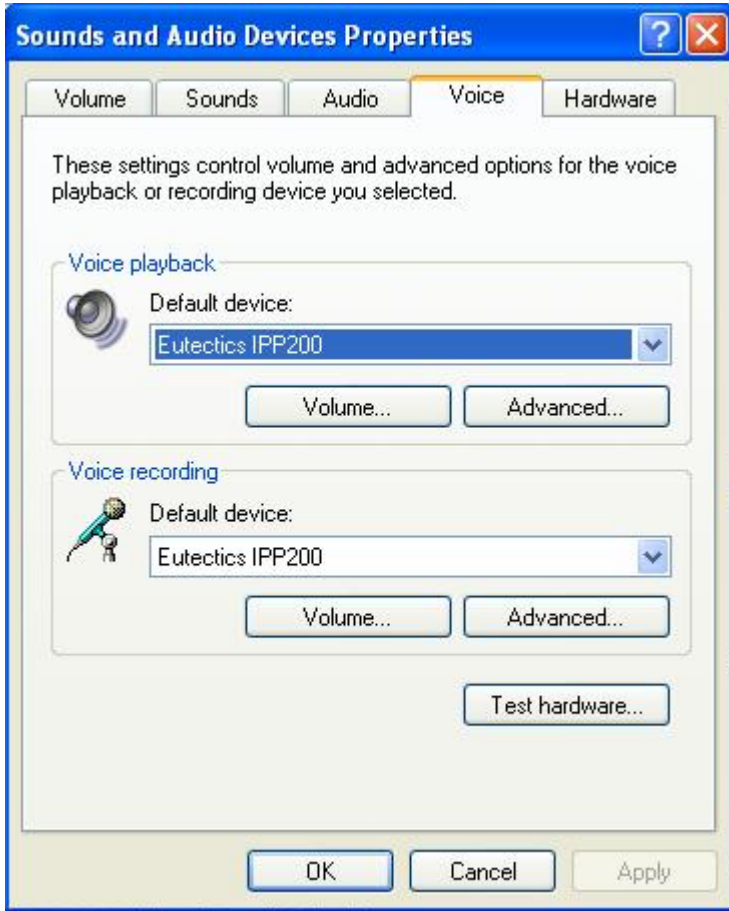 Sounds and Audio Devices Properties
?
Volume Sounds Audio Voice Hardware
These settings control volume and advanced options for the voice
playback or recording device you selected.
Voice playback
Default device:
Eutectics IPP200
Volume... Advanced...
Voice recording
Default device:
Eutectics IPP200
Volume... Advanced...
Test hardware...
OK Cancel Apply